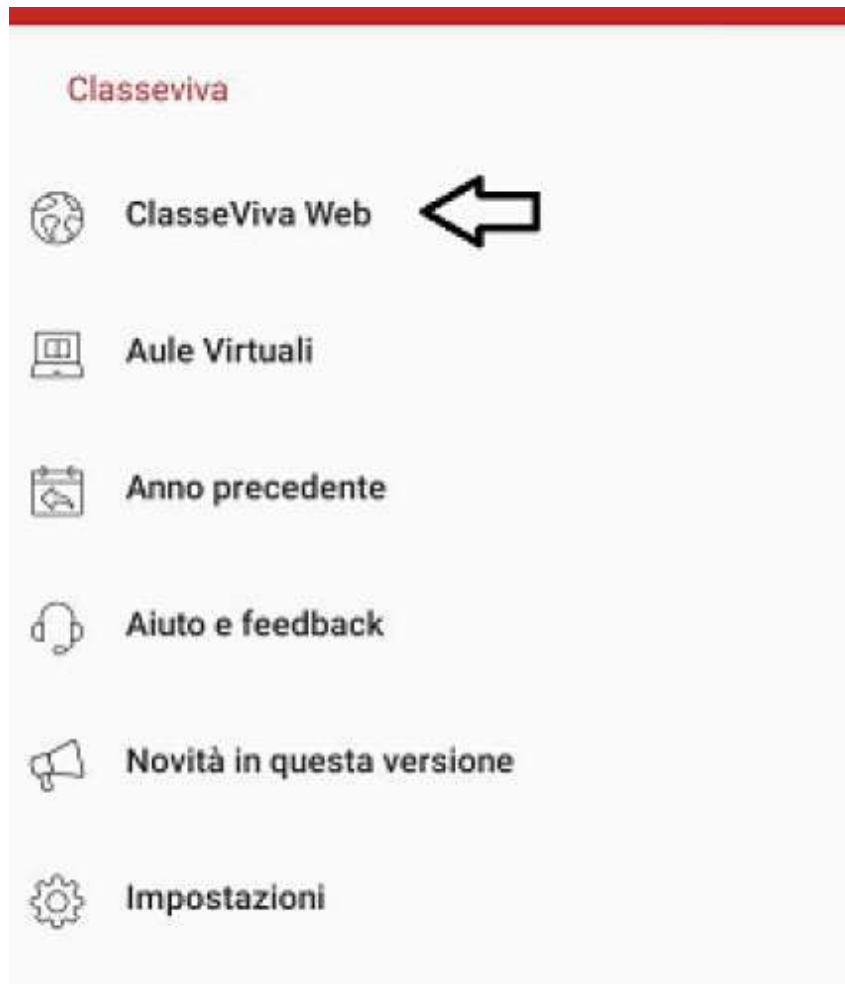 Classeviva
ClasseViva Web
Aule Virtuali
Anno precedente
Aiuto e feedback
Novità in questa versione
Impostazioni